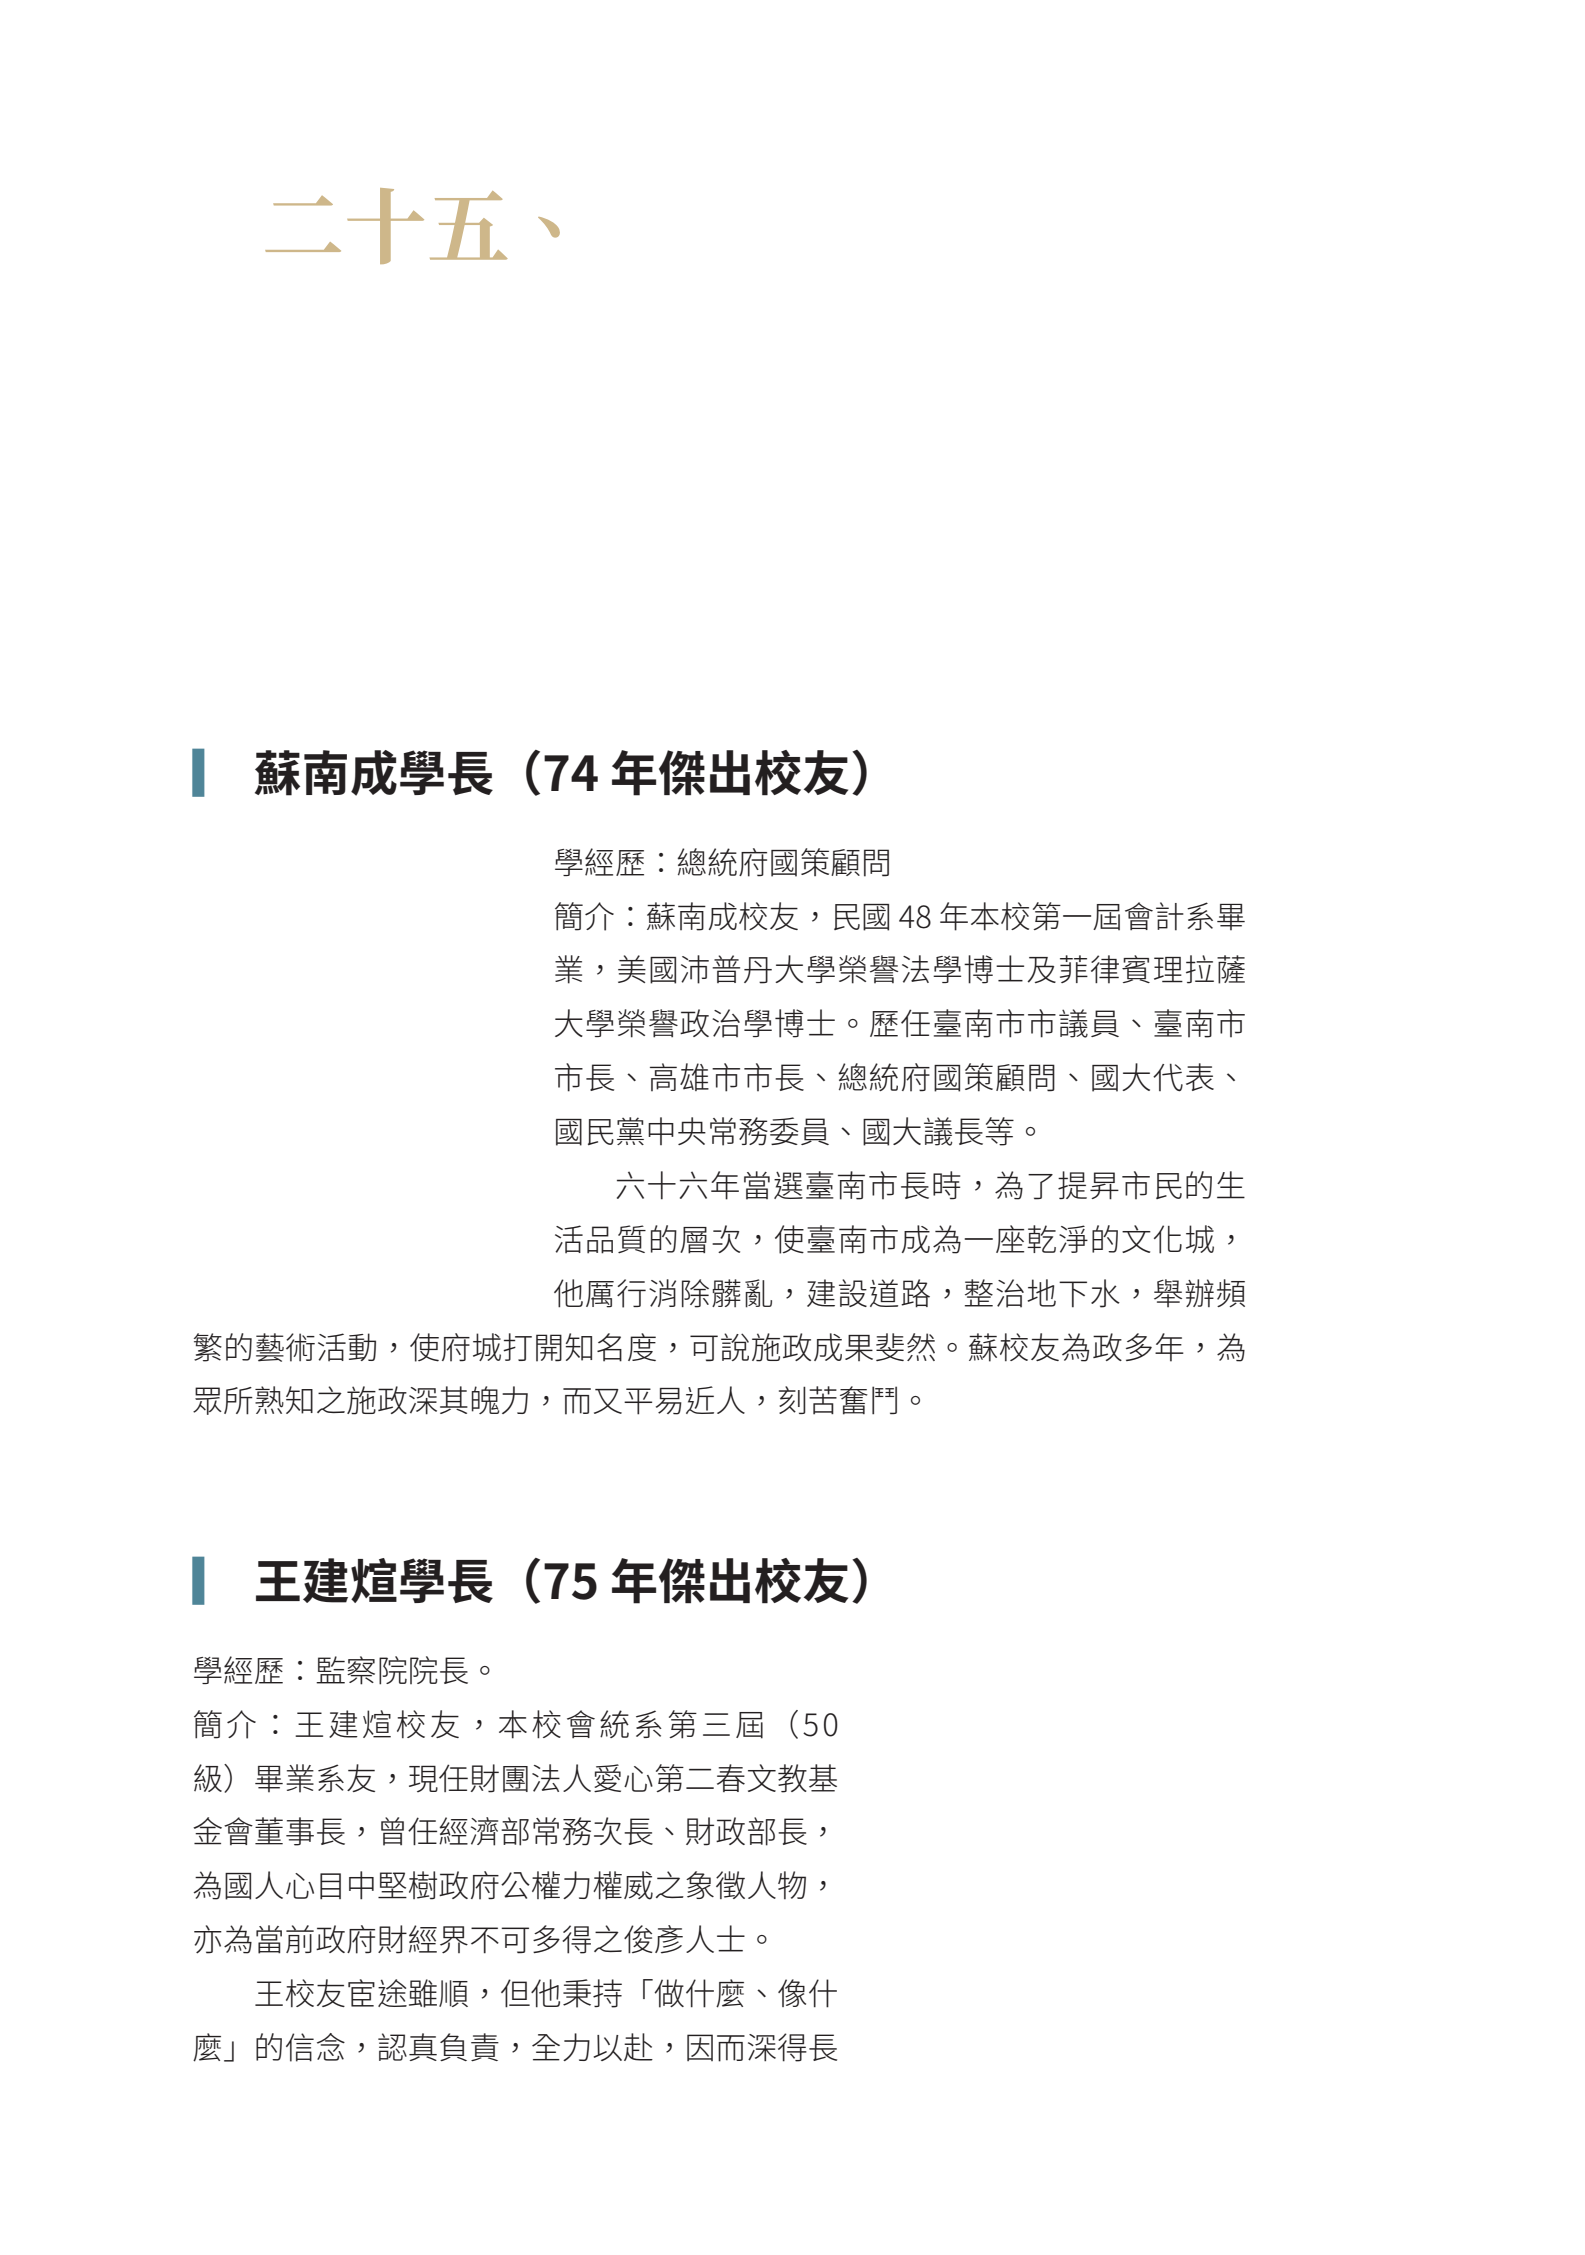 二十五、
蘇南成學長（74 年傑出校友）
學經歷：總統府國策顧問
簡介：蘇南成校友，民國 48 年本校第一屆會計系畢
業，美國沛普丹大學榮譽法學博士及菲律賓理拉薩
大學榮譽政治學博士。歷任臺南市市議員、臺南市
市長、高雄市市長、總統府國策顧問、國大代表、
國民黨中央常務委員、國大議長等。
六十六年當選臺南市長時，為了提昇市民的生
活品質的層次，使臺南市成為一座乾淨的文化城，
他厲行消除髒亂，建設道路，整治地下水，舉辦頻
繁的藝術活動，使府城打開知名度，可說施政成果斐然。蘇校友為政多年，為
眾所熟知之施政深其魄力，而又平易近人，刻苦奮鬥。
王建煊學長（75 年傑出校友）
學經歷：監察院院長。
簡介：王建煊校友，本校會統系第三屆（50
級）畢業系友，現任財團法人愛心第二春文教基
金會董事長，曾任經濟部常務次長、財政部長，
為國人心目中堅樹政府公權力權威之象徵人物，
亦為當前政府財經界不可多得之俊彥人士。
王校友宦途雖順，但他秉持「做什麼、像什
麼」的信念，認真負責，全力以赴，因而深得長